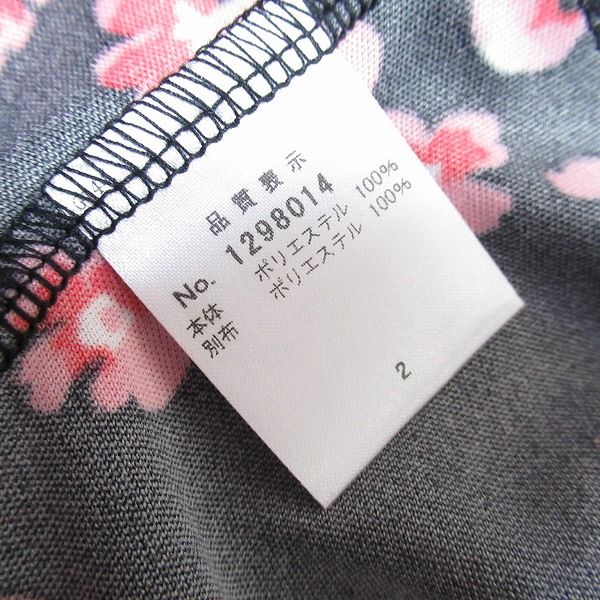 品質表示
No. 1298014
本体 ポリエステル 100%
別布 ポリエステル 100%
2